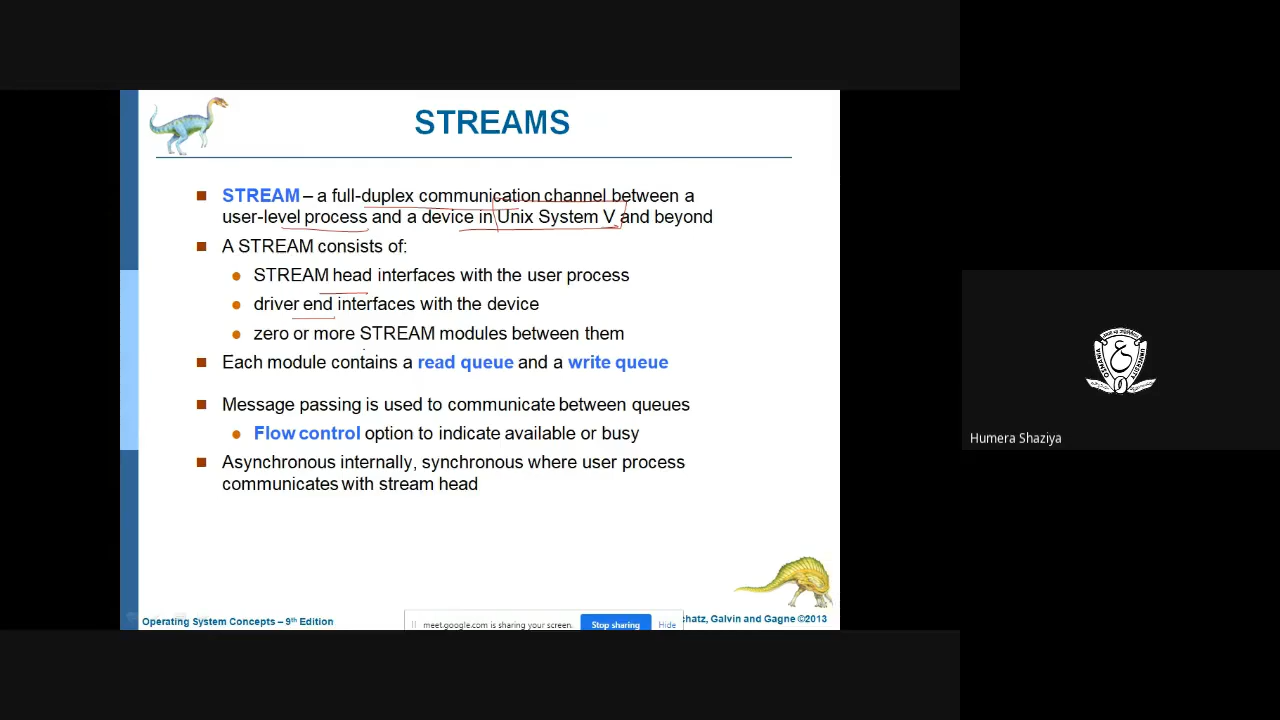 STREAMS
STREAM – a full-duplex communication channel between a
user-level process and a device in Unix System V and beyond
A STREAM consists of:
STREAM head interfaces with the user process
driver end interfaces with the device
zero or more STREAM modules between them
Each module contains a read queue and a write queue
Message passing is used to communicate between queues
Flow control option to indicate available or busy
Asynchronous internally, synchronous where user process
communicates with stream head
Operating System Concepts – 9th Edition
meet.google.com is sharing your screen.
Stop sharing
Hide
chatz, Galvin and Gagne ©2013
OSMANIA UNIVERSITY
Humera Shaziya